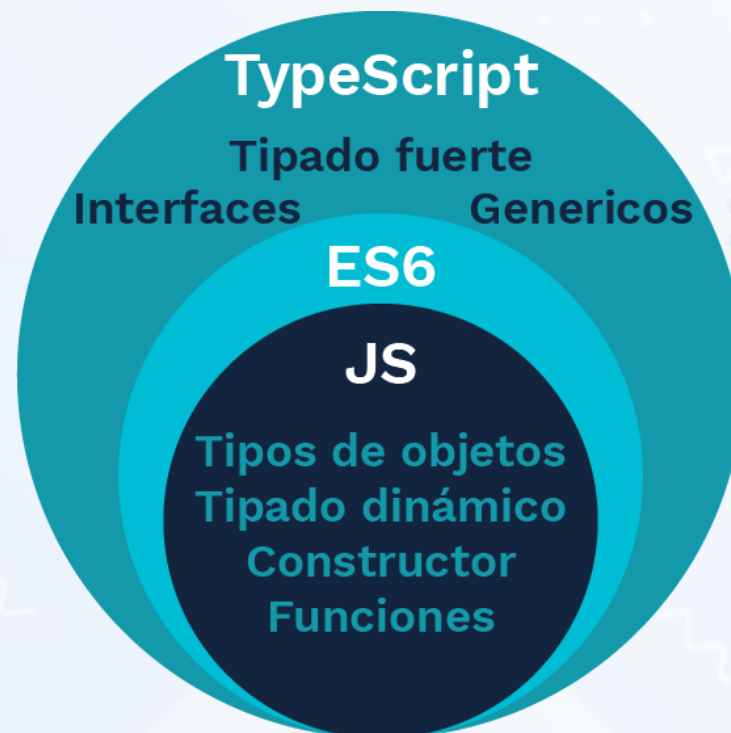 TypeScript
Tipado fuerte
Interfaces Genericos
ES6
JS
Tipos de objetos
Tipado dinámico
Constructor
Funciones